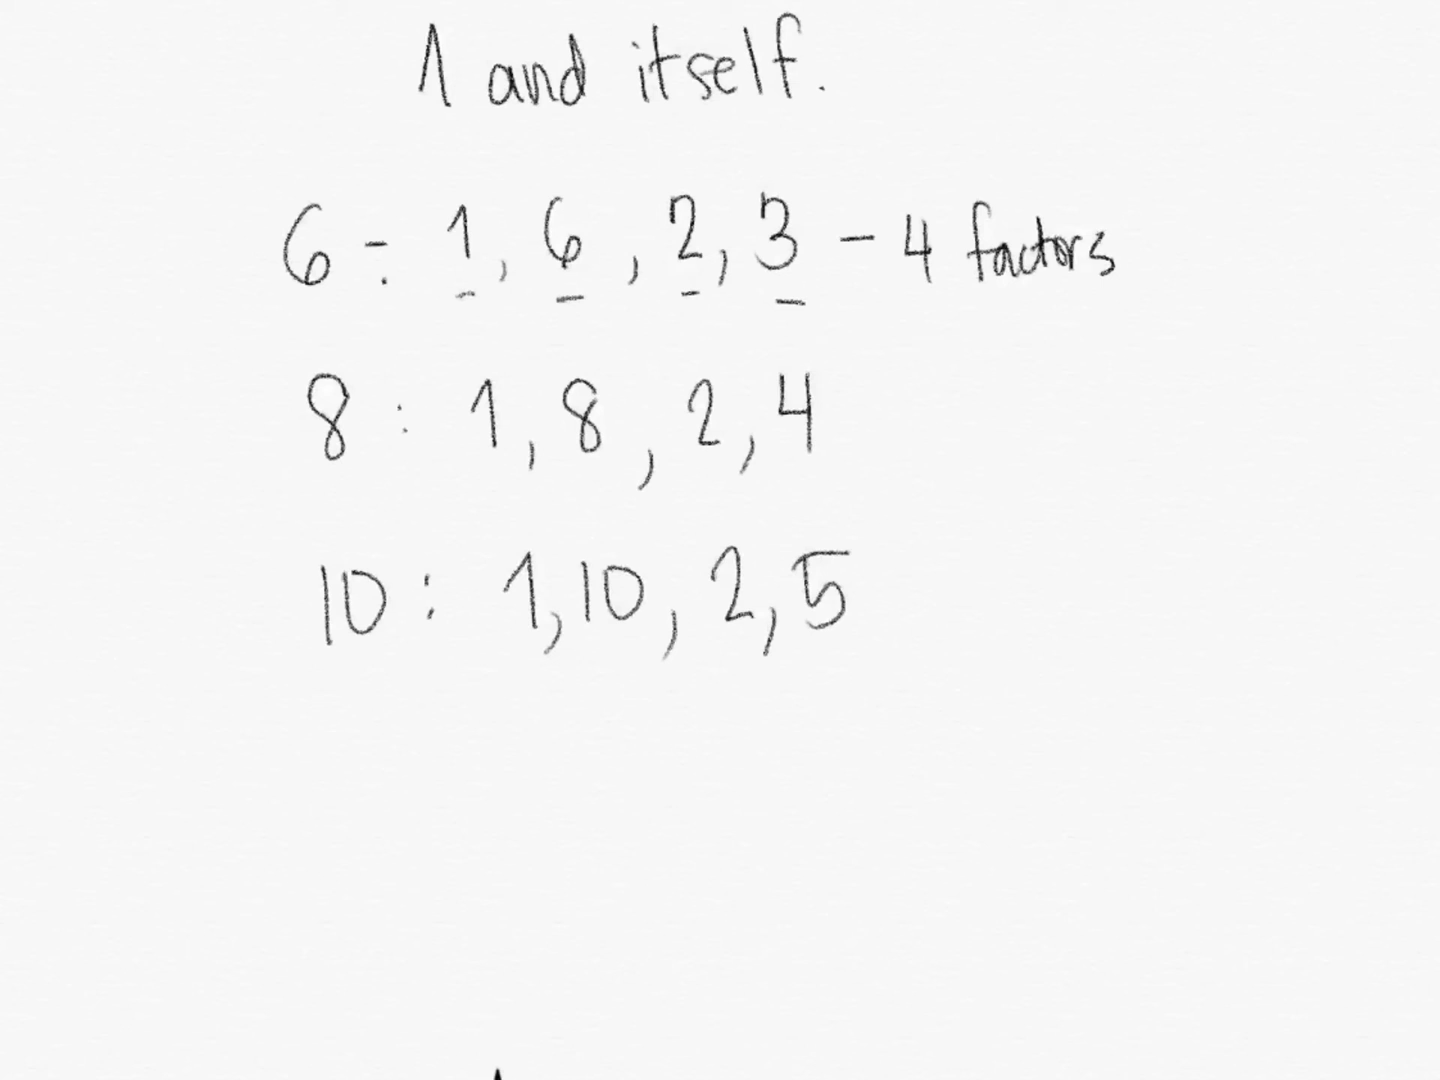 1 and itself.
6 : 1, 6, 2, 3 - 4 factors
8 : 1, 8, 2, 4
10 : 1, 10, 2, 5